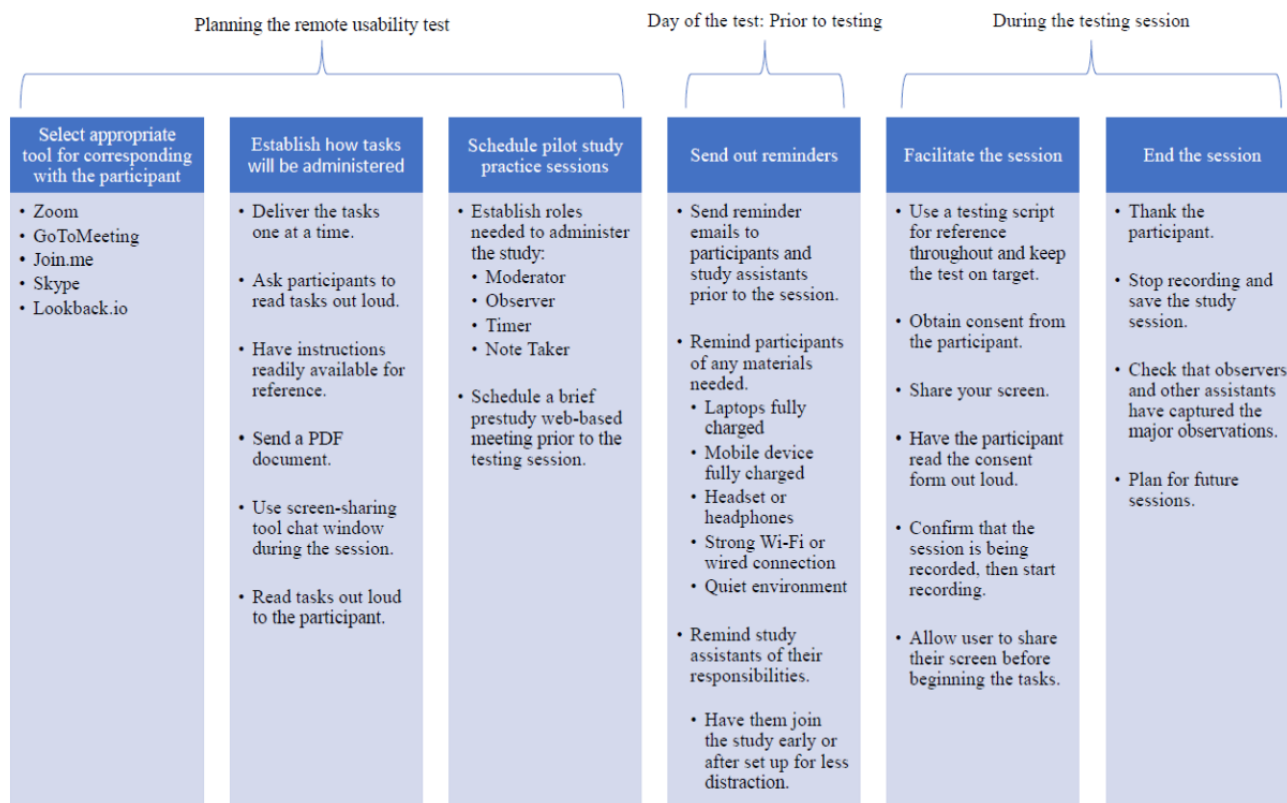 Planning the remote usability test
Day of the test: Prior to testing
During the testing session
Select appropriate
tool for corresponding
with the participant
• Zoom
• GoToMeeting
• Join.me
• Skype
• Lookback.io
Establish how tasks
will be administered
• Deliver the tasks
one at a time.
• Ask participants to
read tasks out loud.
• Have instructions
readily available for
reference.
• Send a PDF
document.
• Use screen-sharing
tool chat window
during the session.
• Read tasks out loud
to the participant.
Schedule pilot study
practice sessions
• Establish roles
needed to administer
the study:
• Moderator
• Observer
• Timer
• Note Taker
• Schedule a brief
prestudy web-based
meeting prior to the
testing session.
Send out reminders
• Send reminder
emails to
participants and
study assistants
prior to the session.
• Remind participants
of any materials
needed.
• Laptops fully
charged
• Mobile device
fully charged
• Headset or
headphones
• Strong Wi-Fi or
wired connection
• Quiet environment
• Remind study
assistants of their
responsibilities.
• Have them join
the study early or
after set up for less
distraction.
Facilitate the session
• Use a testing script
for reference
throughout and keep
the test on target.
• Obtain consent from
the participant.
• Share your screen.
• Have the participant
read the consent
form out loud.
• Confirm that the
session is being
recorded, then start
recording.
• Allow user to share
their screen before
beginning the tasks.
End the session
• Thank the
participant.
• Stop recording and
save the study
session.
• Check that observers
and other assistants
have captured the
major observations.
• Plan for future
sessions.